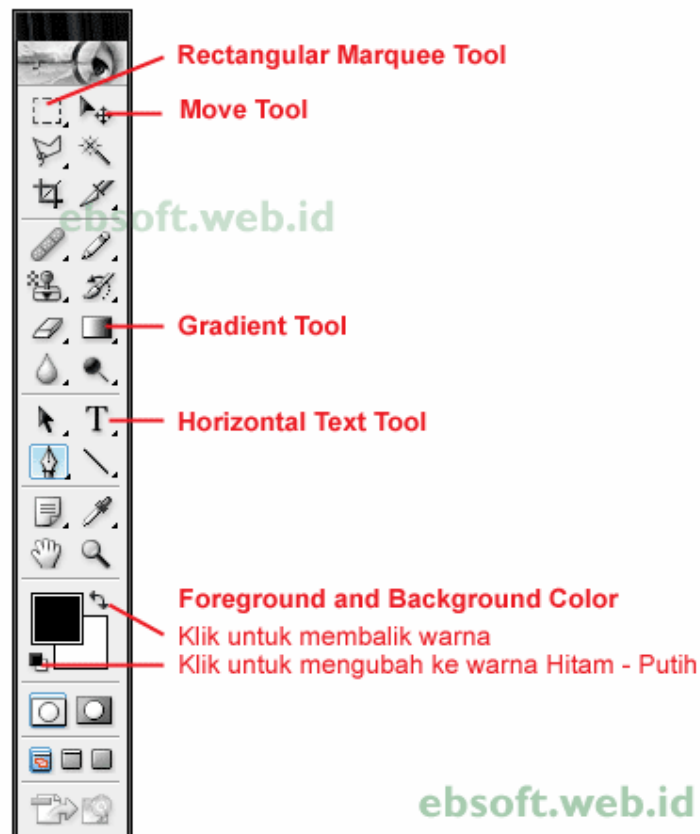 Rectangular Marquee Tool
Move Tool
ebsoft.web.id
Gradient Tool
T
Horizontal Text Tool
Foreground and Background Color
Klik untuk membalik warna
Klik untuk mengubah ke warna Hitam - Putih
ebsoft.web.id